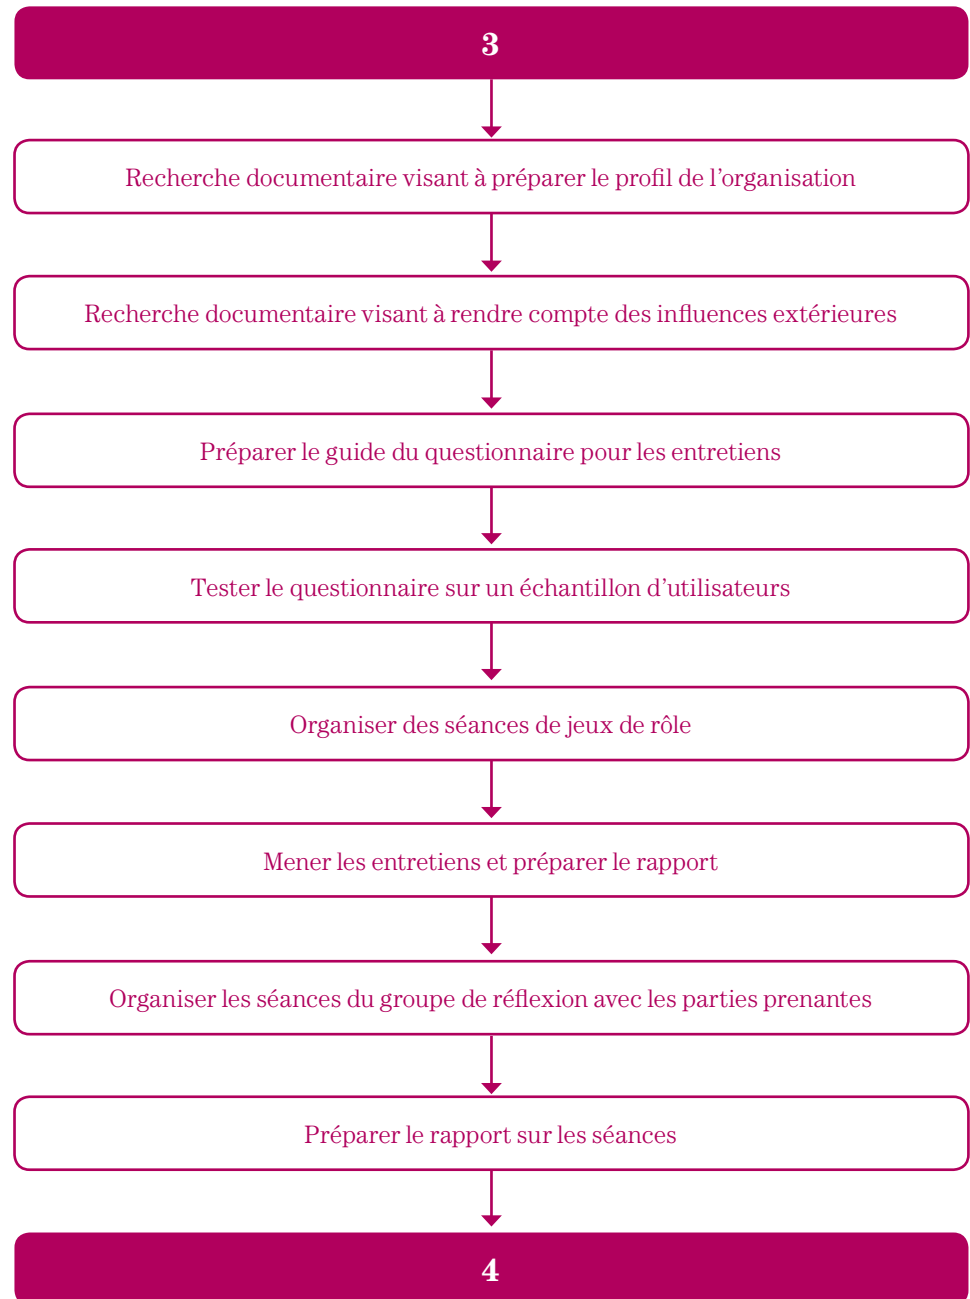 3
Recherche documentaire visant à préparer le profil de l’organisation
Recherche documentaire visant à rendre compte des influences extérieures
Préparer le guide du questionnaire pour les entretiens
Tester le questionnaire sur un échantillon d’utilisateurs
Organiser des séances de jeux de rôle
Mener les entretiens et préparer le rapport
Organiser les séances du groupe de réflexion avec les parties prenantes
Préparer le rapport sur les séances
4